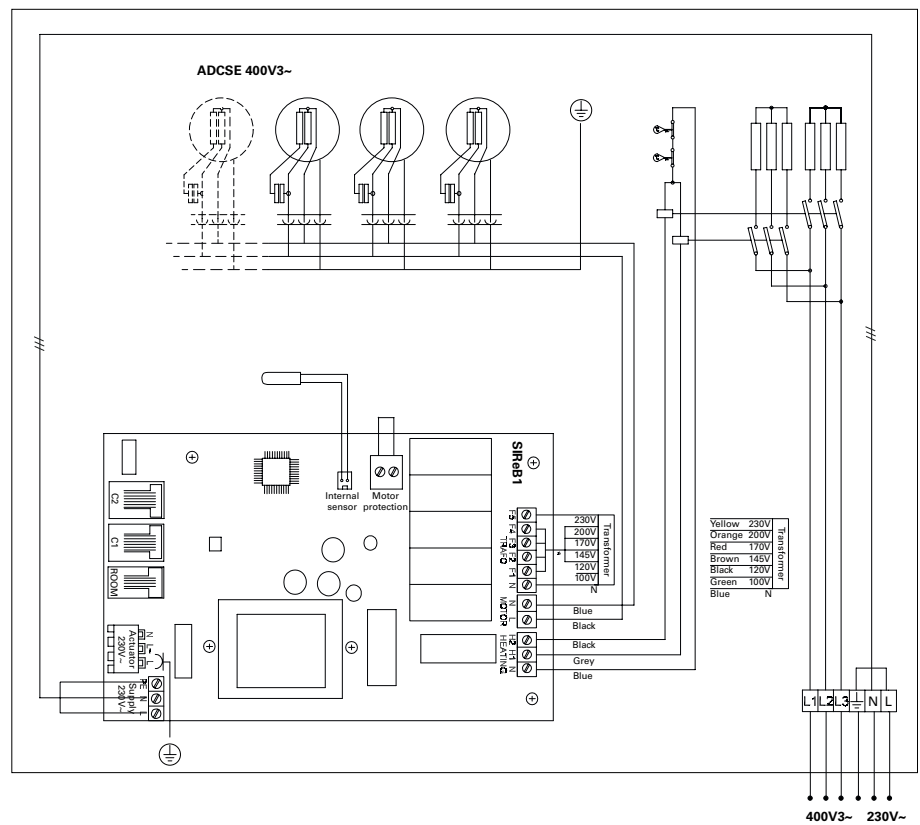 ADCSE 400V3~
SIReB1
Internal
sensor
Motor
protection
C2
C1
ROOM
F5
F4
F3
F2
F1
N
TRAFO
230V
200V
170V
145V
120V
100V
N
Transformer
*
N
L
MOTOR
Blue
Black
H2
H1
N
HEATING
Black
Grey
Blue
Yellow 230V
Orange 200V
Red 170V
Brown 145V
Black 120V
Green 100V
Blue N
Transformer
Actuator
230V~
N
L
L
PE
N
L
Supply
230V~
L1 L2 L3 N L
400V3~ 230V~